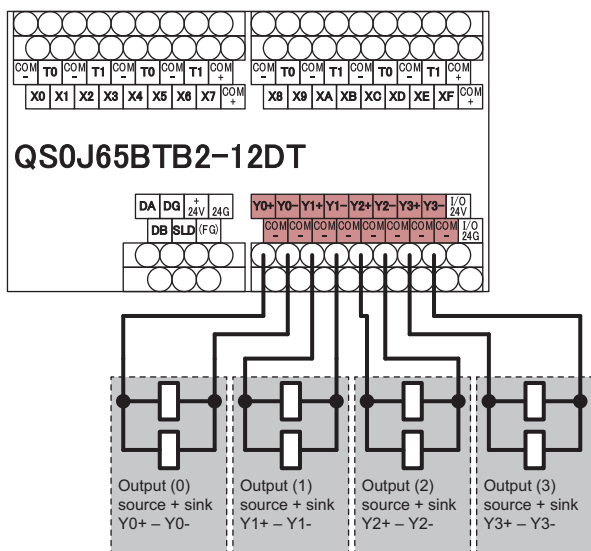 COM - T0 COM - T1 COM - T0 COM - T1 COM + COM - T0 COM - T1 COM - T0 COM - T1 COM +
X0 X1 X2 X3 X4 X5 X6 X7 COM + X8 X9 XA XB XC XD XE XF COM +
QS0J65BTB2-12DT
DA DG + 24V 24G Y0+ Y0- Y1+ Y1- Y2+ Y2- Y3+ Y3- I/O 24V
DB SLD (FG) COM - COM - COM - COM - COM - COM - COM - COM - I/O 24G
Output (0)
source + sink
Y0+ – Y0-
Output (1)
source + sink
Y1+ – Y1-
Output (2)
source + sink
Y2+ – Y2-
Output (3)
source + sink
Y3+ – Y3-